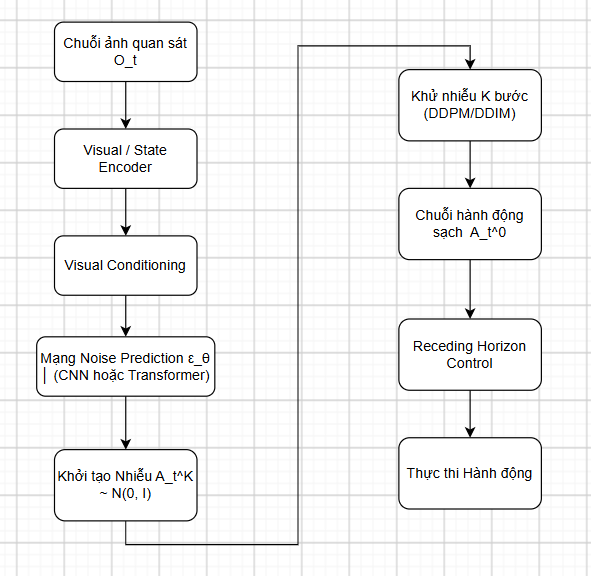 Chuỗi ảnh quan sát
O_t
Visual / State
Encoder
Visual Conditioning
Mạng Noise Prediction ε_θ
│ (CNN hoặc Transformer)
Khởi tạo Nhiễu A_t^K
~ N(0, I)
Khử nhiễu K bước
(DDPM/DDIM)
Chuỗi hành động
sạch A_t^0
Receding Horizon
Control
Thực thi Hành động